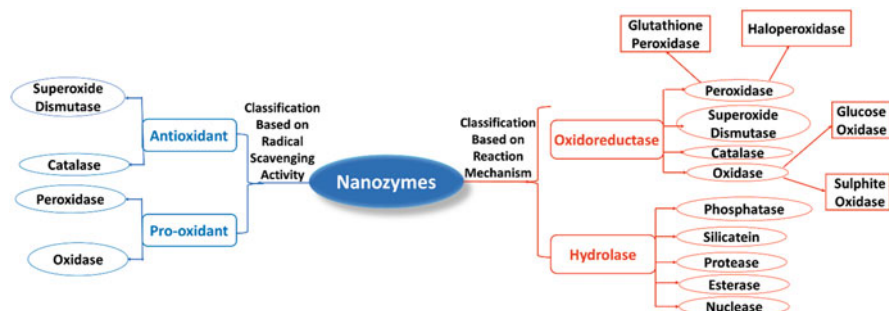 Superoxide
Dismutase
Catalase
Peroxidase
Oxidase
Antioxidant
Pro-oxidant
Classification
Based on
Radical
Scavenging
Activity
Nanozymes
Classification
Based on
Reaction
Mechanism
Oxidoreductase
Hydrolase
Glutathione
Peroxidase
Haloperoxidase
Peroxidase
Superoxide
Dismutase
Catalase
Oxidase
Glucose
Oxidase
Sulphite
Oxidase
Phosphatase
Silicatein
Protease
Esterase
Nuclease